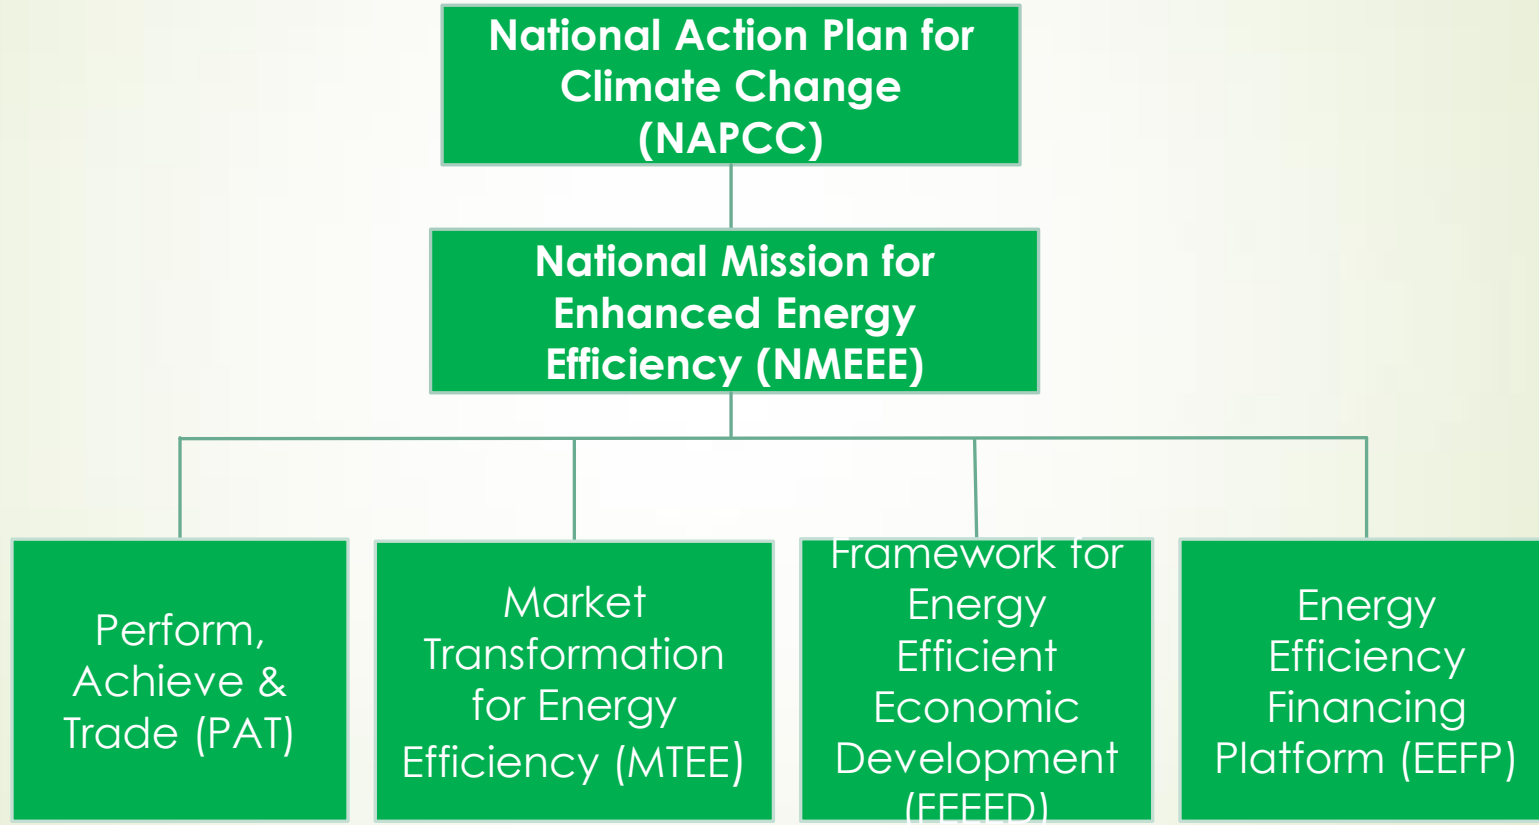 National Action Plan for
Climate Change
(NAPCC)
National Mission for
Enhanced Energy
Efficiency (NMEEE)
Perform,
Achieve &
Trade (PAT)
Market
Transformation
for Energy
Efficiency (MTEE)
Framework for
Energy
Efficient
Economic
Development
(FEEED)
Energy
Efficiency
Financing
Platform (EEFP)